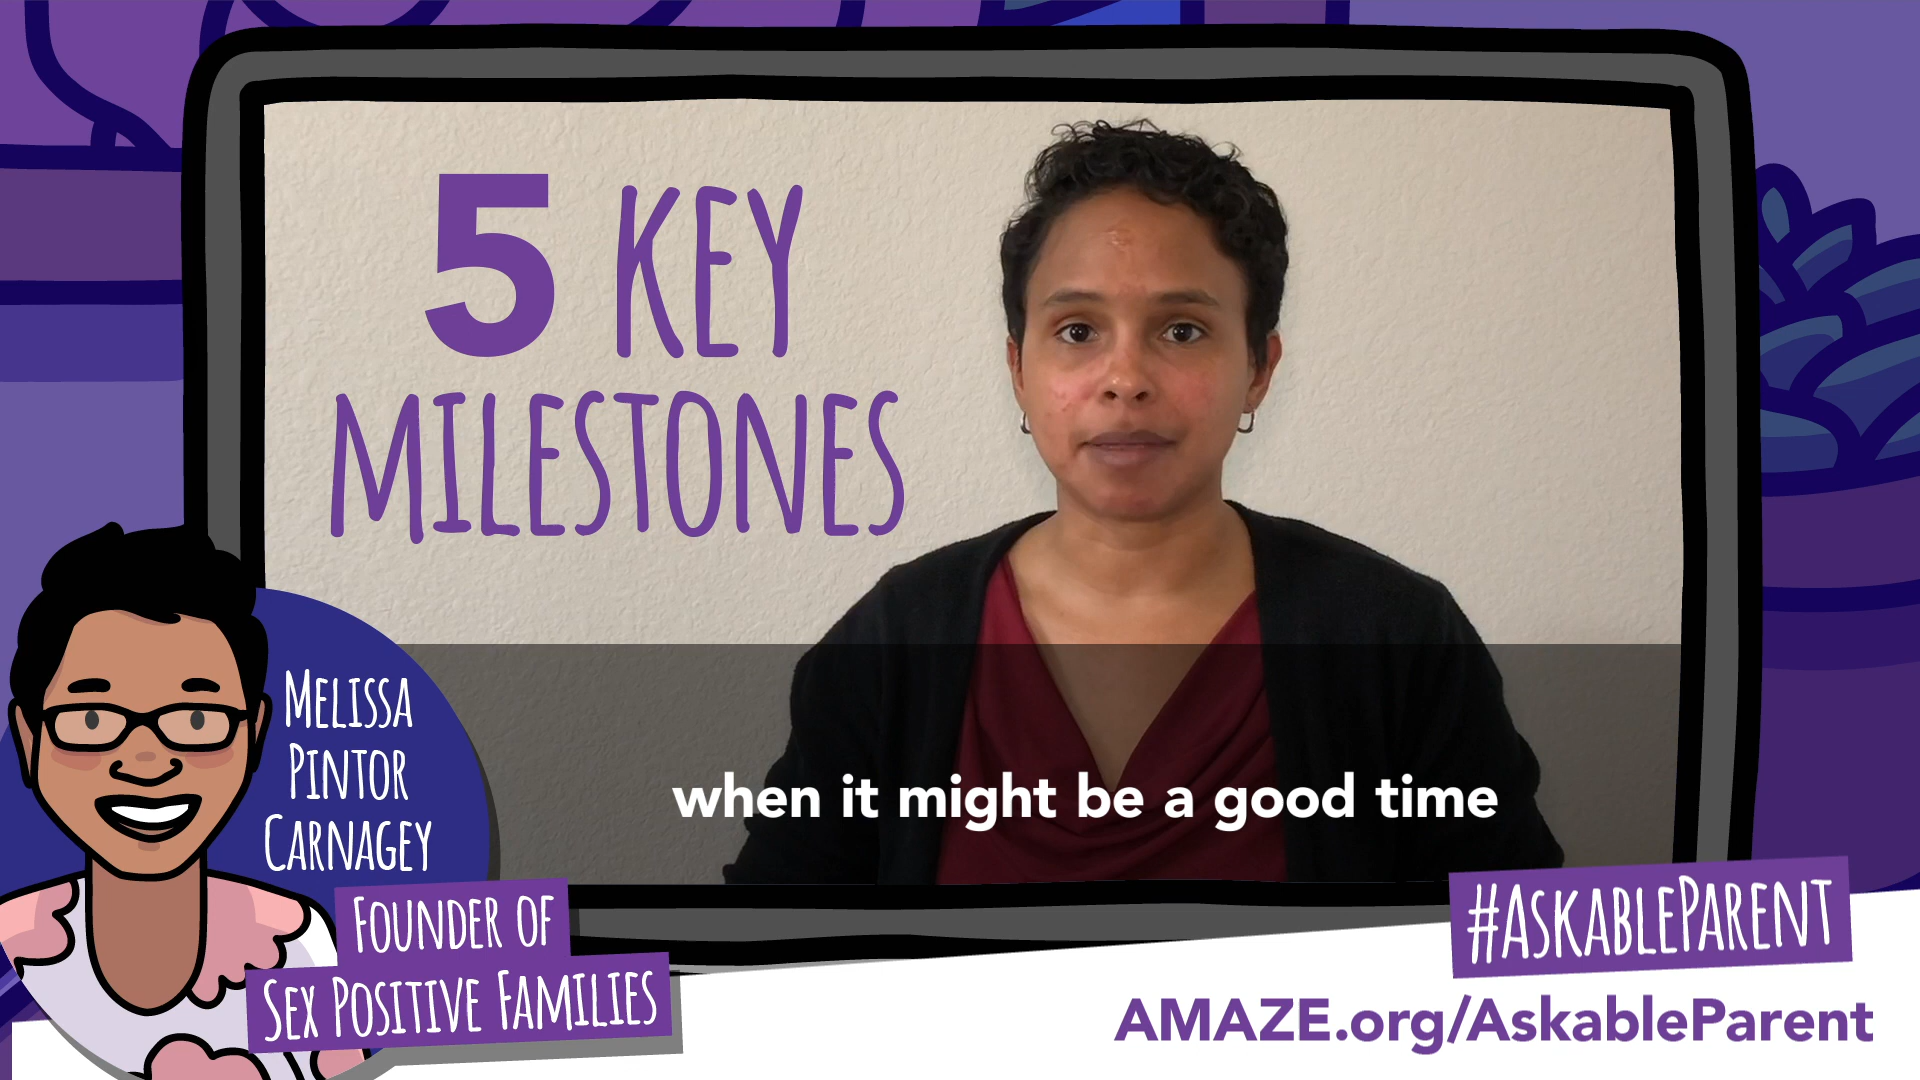 5 KEY
MILESTONES
when it might be a good time
MELISSA
PINTOR
CARNAGEY
FOUNDER OF
SEX POSITIVE FAMILIES
#ASKABLEPARENT
AMAZE.org/AskableParent